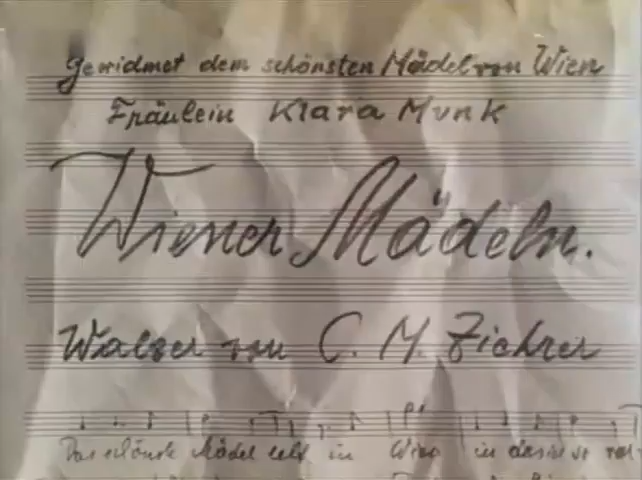 Gewidmet dem schönsten Mädel von Wien
Fräulein Klara Munk
Wiener Mädeln.
Walzer von C. M. Ziehrer
Das schönste Mädel lebt in Wien